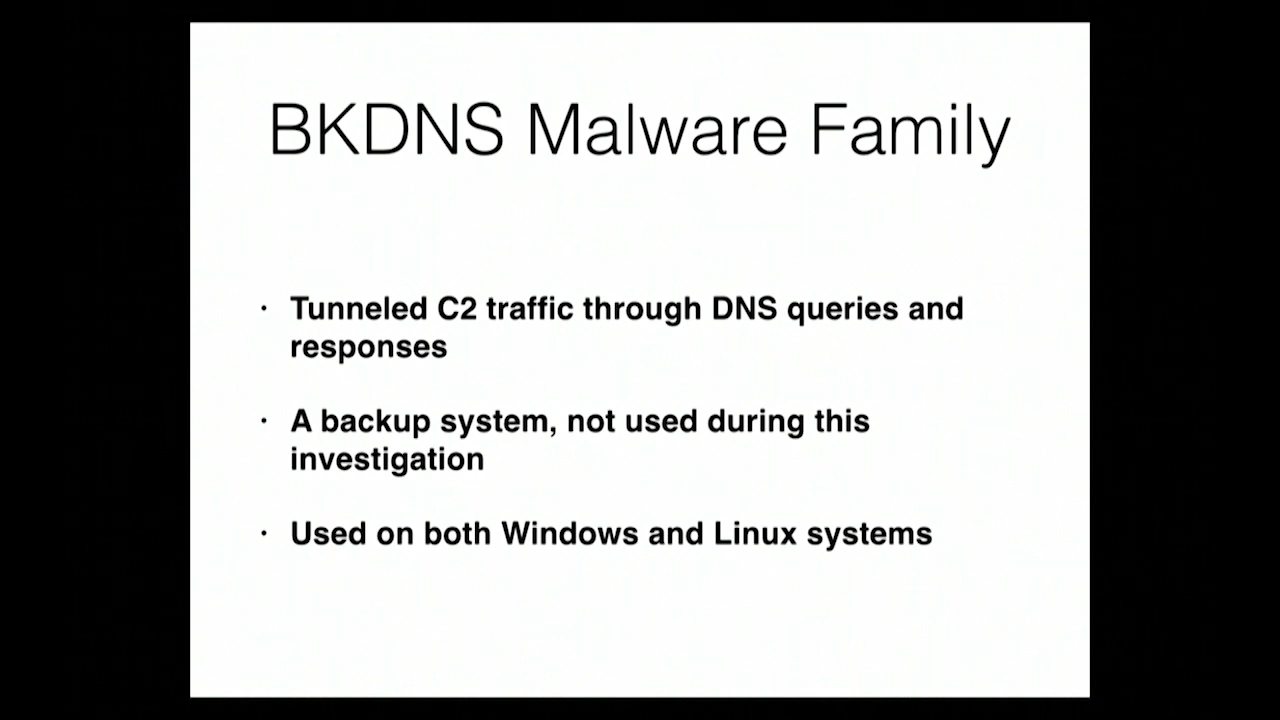 BKDNS Malware Family
· Tunneled C2 traffic through DNS queries and
responses
· A backup system, not used during this
investigation
· Used on both Windows and Linux systems